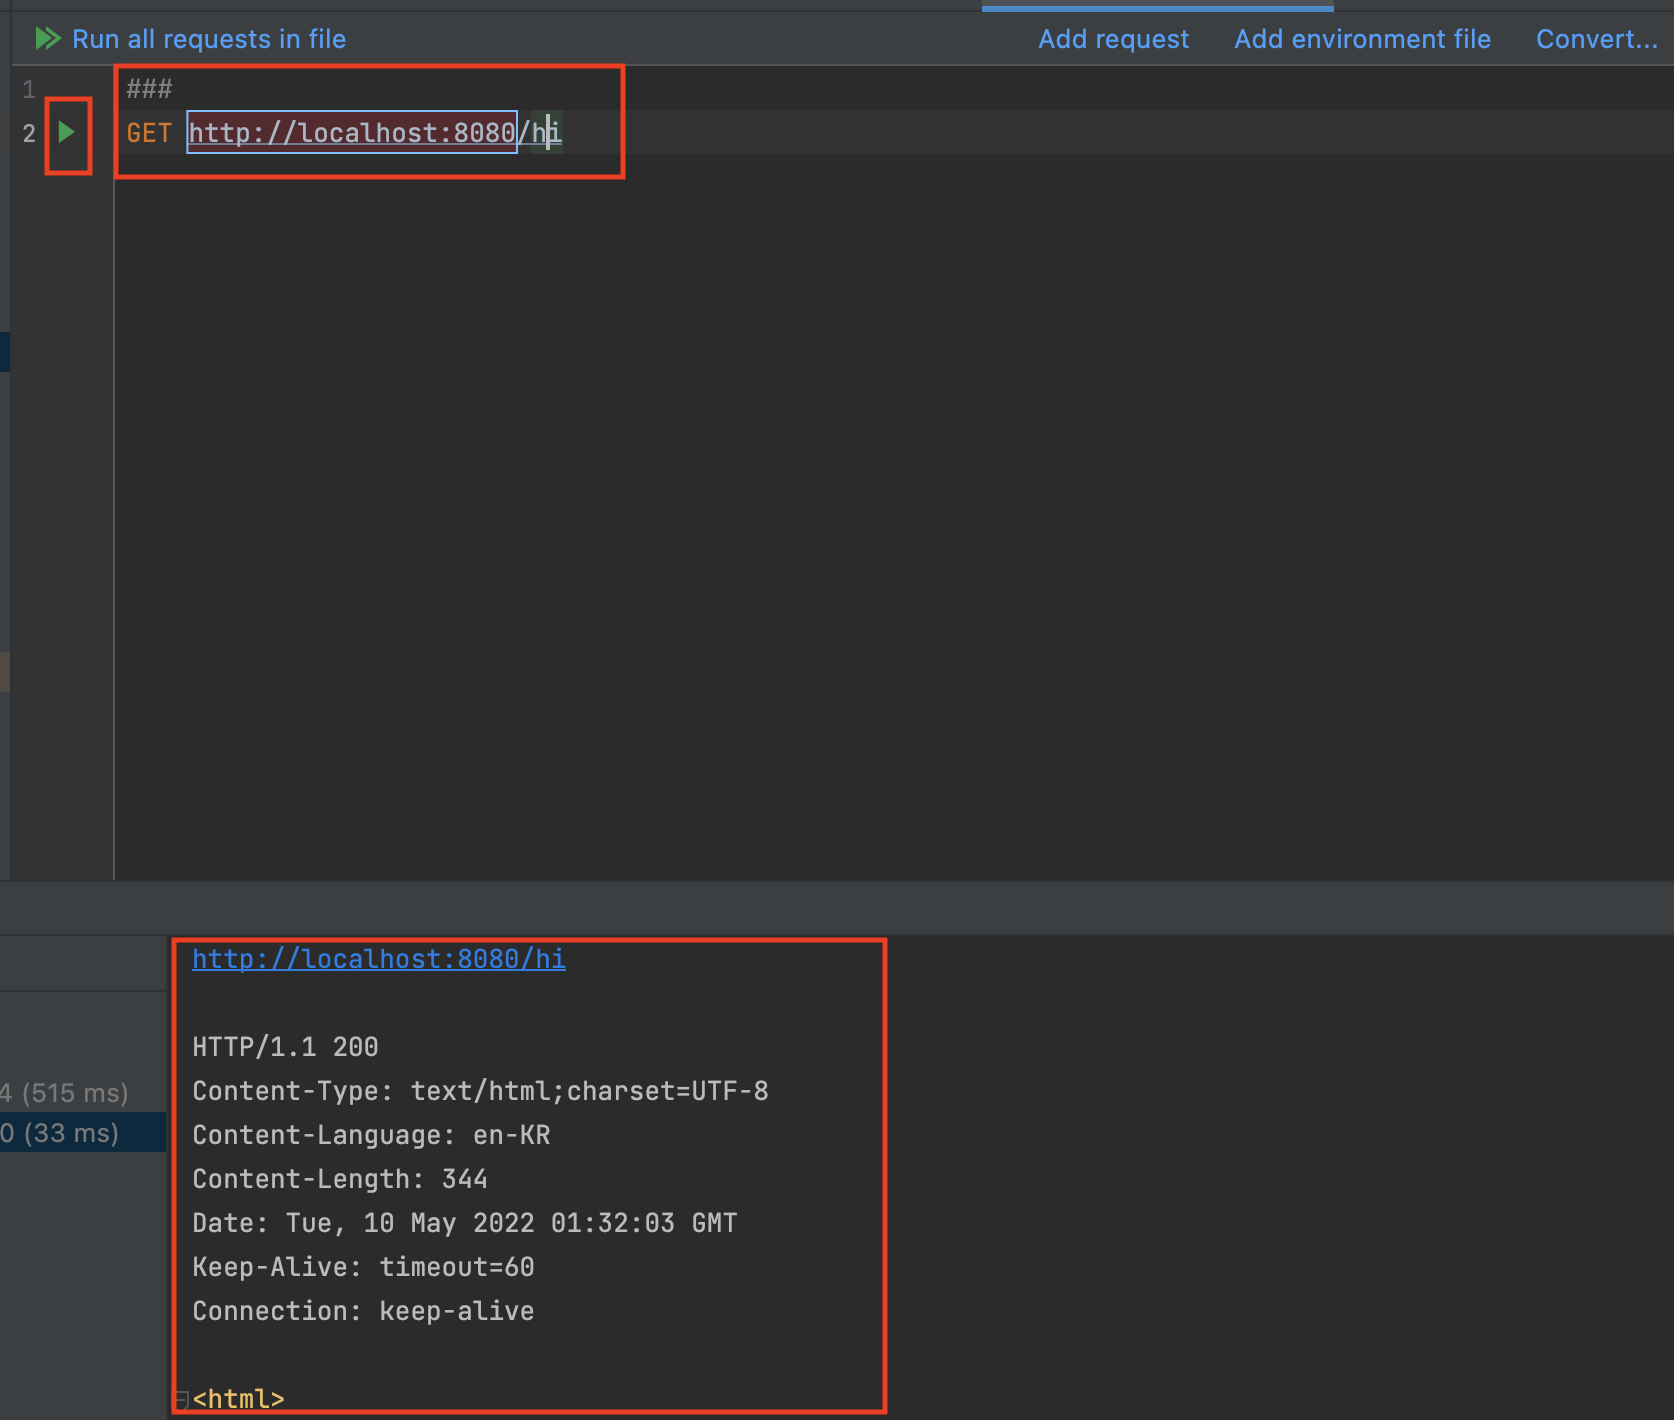 Run all requests in file
Add request Add environment file Convert...
1 ###
2 GET http://localhost:8080/hi
http://localhost:8080/hi
HTTP/1.1 200
Content-Type: text/html;charset=UTF-8
4 (515 ms)
0 (33 ms)
Content-Language: en-KR
Content-Length: 344
Date: Tue, 10 May 2022 01:32:03 GMT
Keep-Alive: timeout=60
Connection: keep-alive
<html>